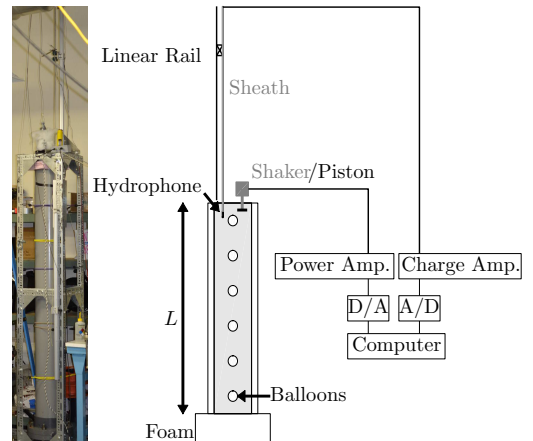 Linear Rail
Sheath
Shaker/Piston
Hydrophone
Power Amp.
Charge Amp.
D/A
A/D
L
Computer
Balloons
Foam